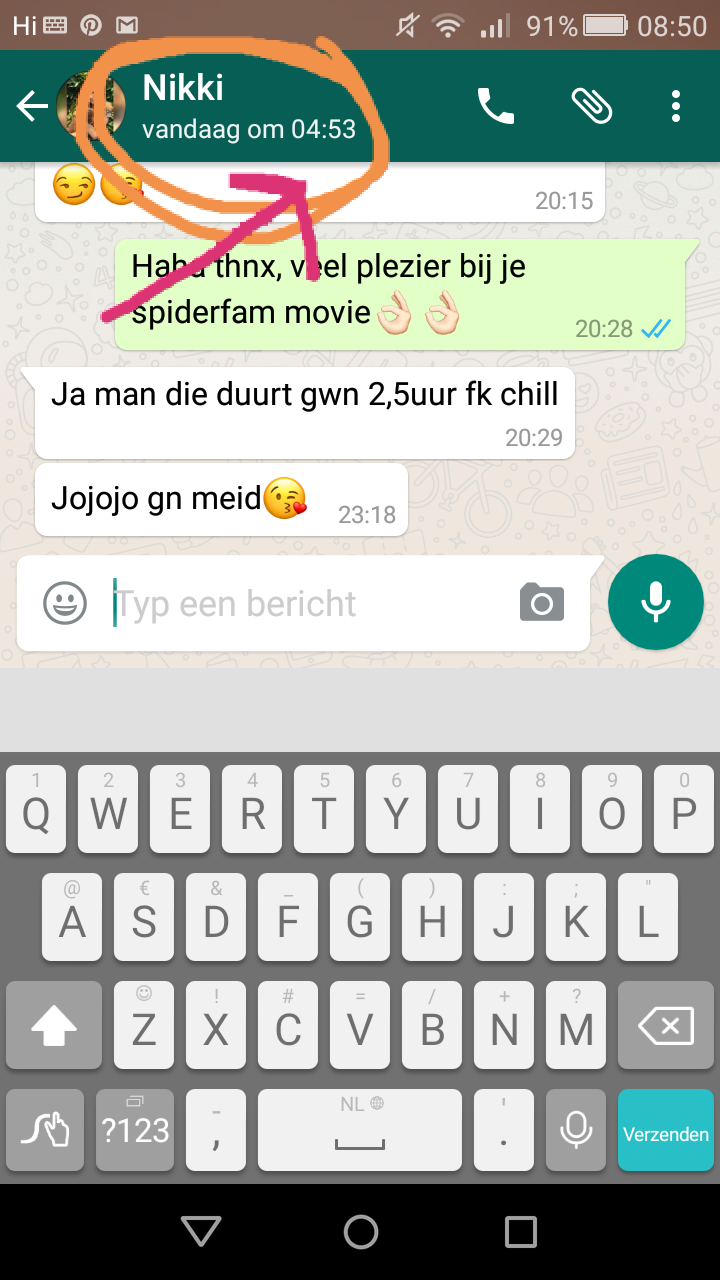 Hi 91% 08:50
Nikki
vandaag om 04:53
20:15
Haha thnx, veel plezier bij je
spiderfam movie
20:28
Ja man die duurt gwn 2,5uur fk chill
20:29
Jojojo gn meid
23:18
Typ een bericht
1 2 3 4 5 6 7 8 9 0
Q W E R T Y U I O P
@ € & _ ( ) : ; "
A S D F G H J K L
! # = / + ?
Z X C V B N M
- NL '
?123 , . Verzenden